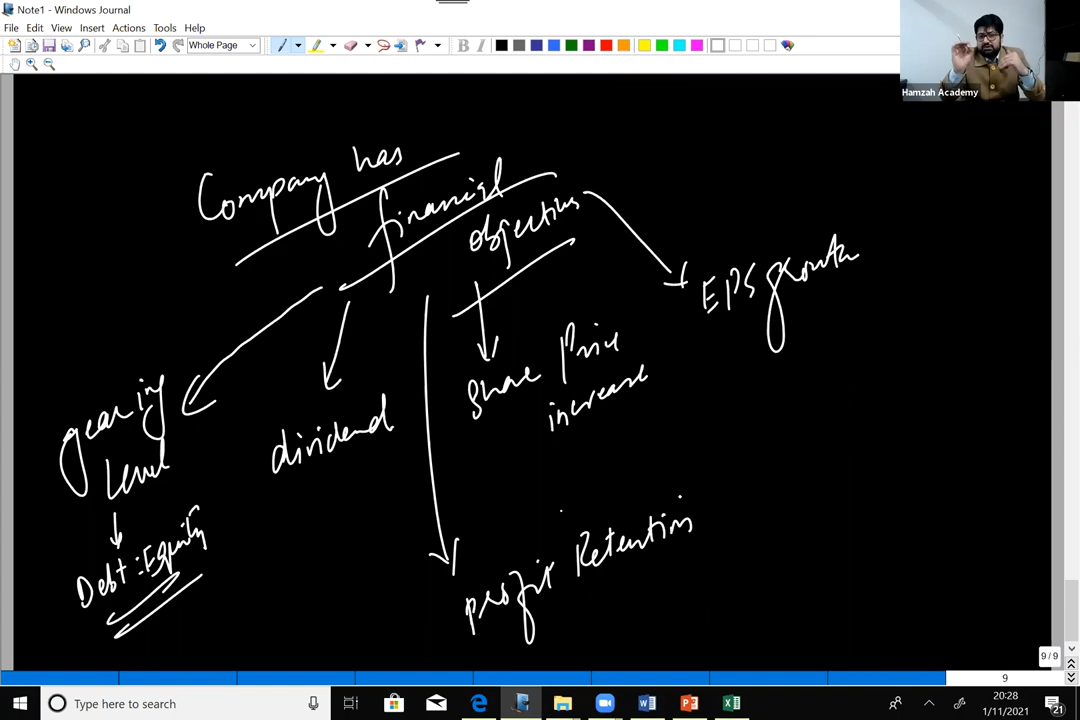 Note1 - Windows Journal
File Edit View Insert Actions Tools Help
Whole Page
B I
Hamzah Academy
Company has
financial
objectives
EPS growth
Share Price
increase
gearing
Level
dividend
Debt : Equity
profit Retention
9/9
9
Type here to search
20:28
1/11/2021
21